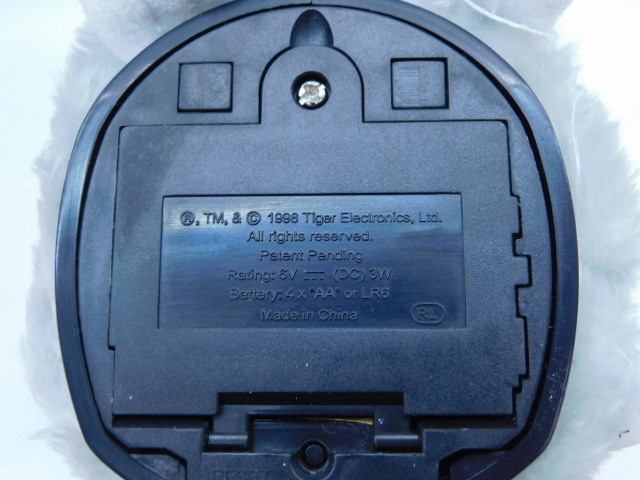 ®, TM, & © 1998 Tiger Electronics, Ltd.
All rights reserved.
Patent Pending
Rating: 6V ⎓ (DC) 3W
Battery: 4 x "AA" or LR6
Made in China
RL
RESET